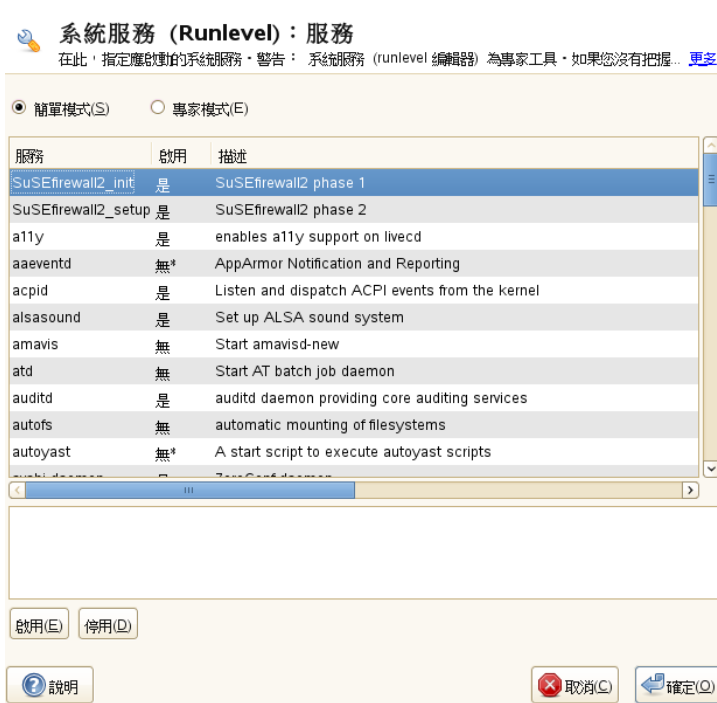 系統服務 (Runlevel)：服務
在此，指定應啟動的系統服務。警告： 系統服務 (runlevel 編輯器) 為專家工具。如果您沒有把握... 更多
簡單模式(S) 專家模式(E)
服務 啟用 描述
SuSEfirewall2_init 是 SuSEfirewall2 phase 1
SuSEfirewall2_setup 是 SuSEfirewall2 phase 2
a11y 是 enables a11y support on livecd
aaeventd 無* AppArmor Notification and Reporting
acpid 是 Listen and dispatch ACPI events from the kernel
alsasound 是 Set up ALSA sound system
amavis 無 Start amavisd-new
atd 無 Start AT batch job daemon
auditd 是 auditd daemon providing core auditing services
autofs 無 automatic mounting of filesystems
autoyast 無* A start script to execute autoyast scripts
啟用(E) 停用(D)
說明 取消(C) 確定(O)